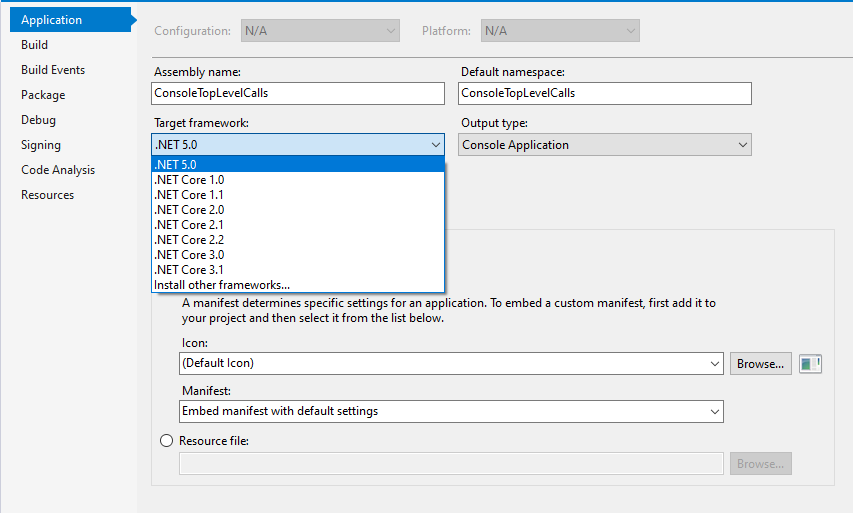 Application
Build
Build Events
Package
Debug
Signing
Code Analysis
Resources
Configuration: N/A Platform: N/A
Assembly name: Default namespace:
ConsoleTopLevelCalls ConsoleTopLevelCalls
Target framework: Output type:
.NET 5.0 Console Application
.NET 5.0
.NET Core 1.0
.NET Core 1.1
.NET Core 2.0
.NET Core 2.1
.NET Core 2.2
.NET Core 3.0
.NET Core 3.1
Install other frameworks...
A manifest determines specific settings for an application. To embed a custom manifest, first add it to
your project and then select it from the list below.
Icon:
(Default Icon) Browse...
Manifest:
Embed manifest with default settings
Resource file:
Browse...